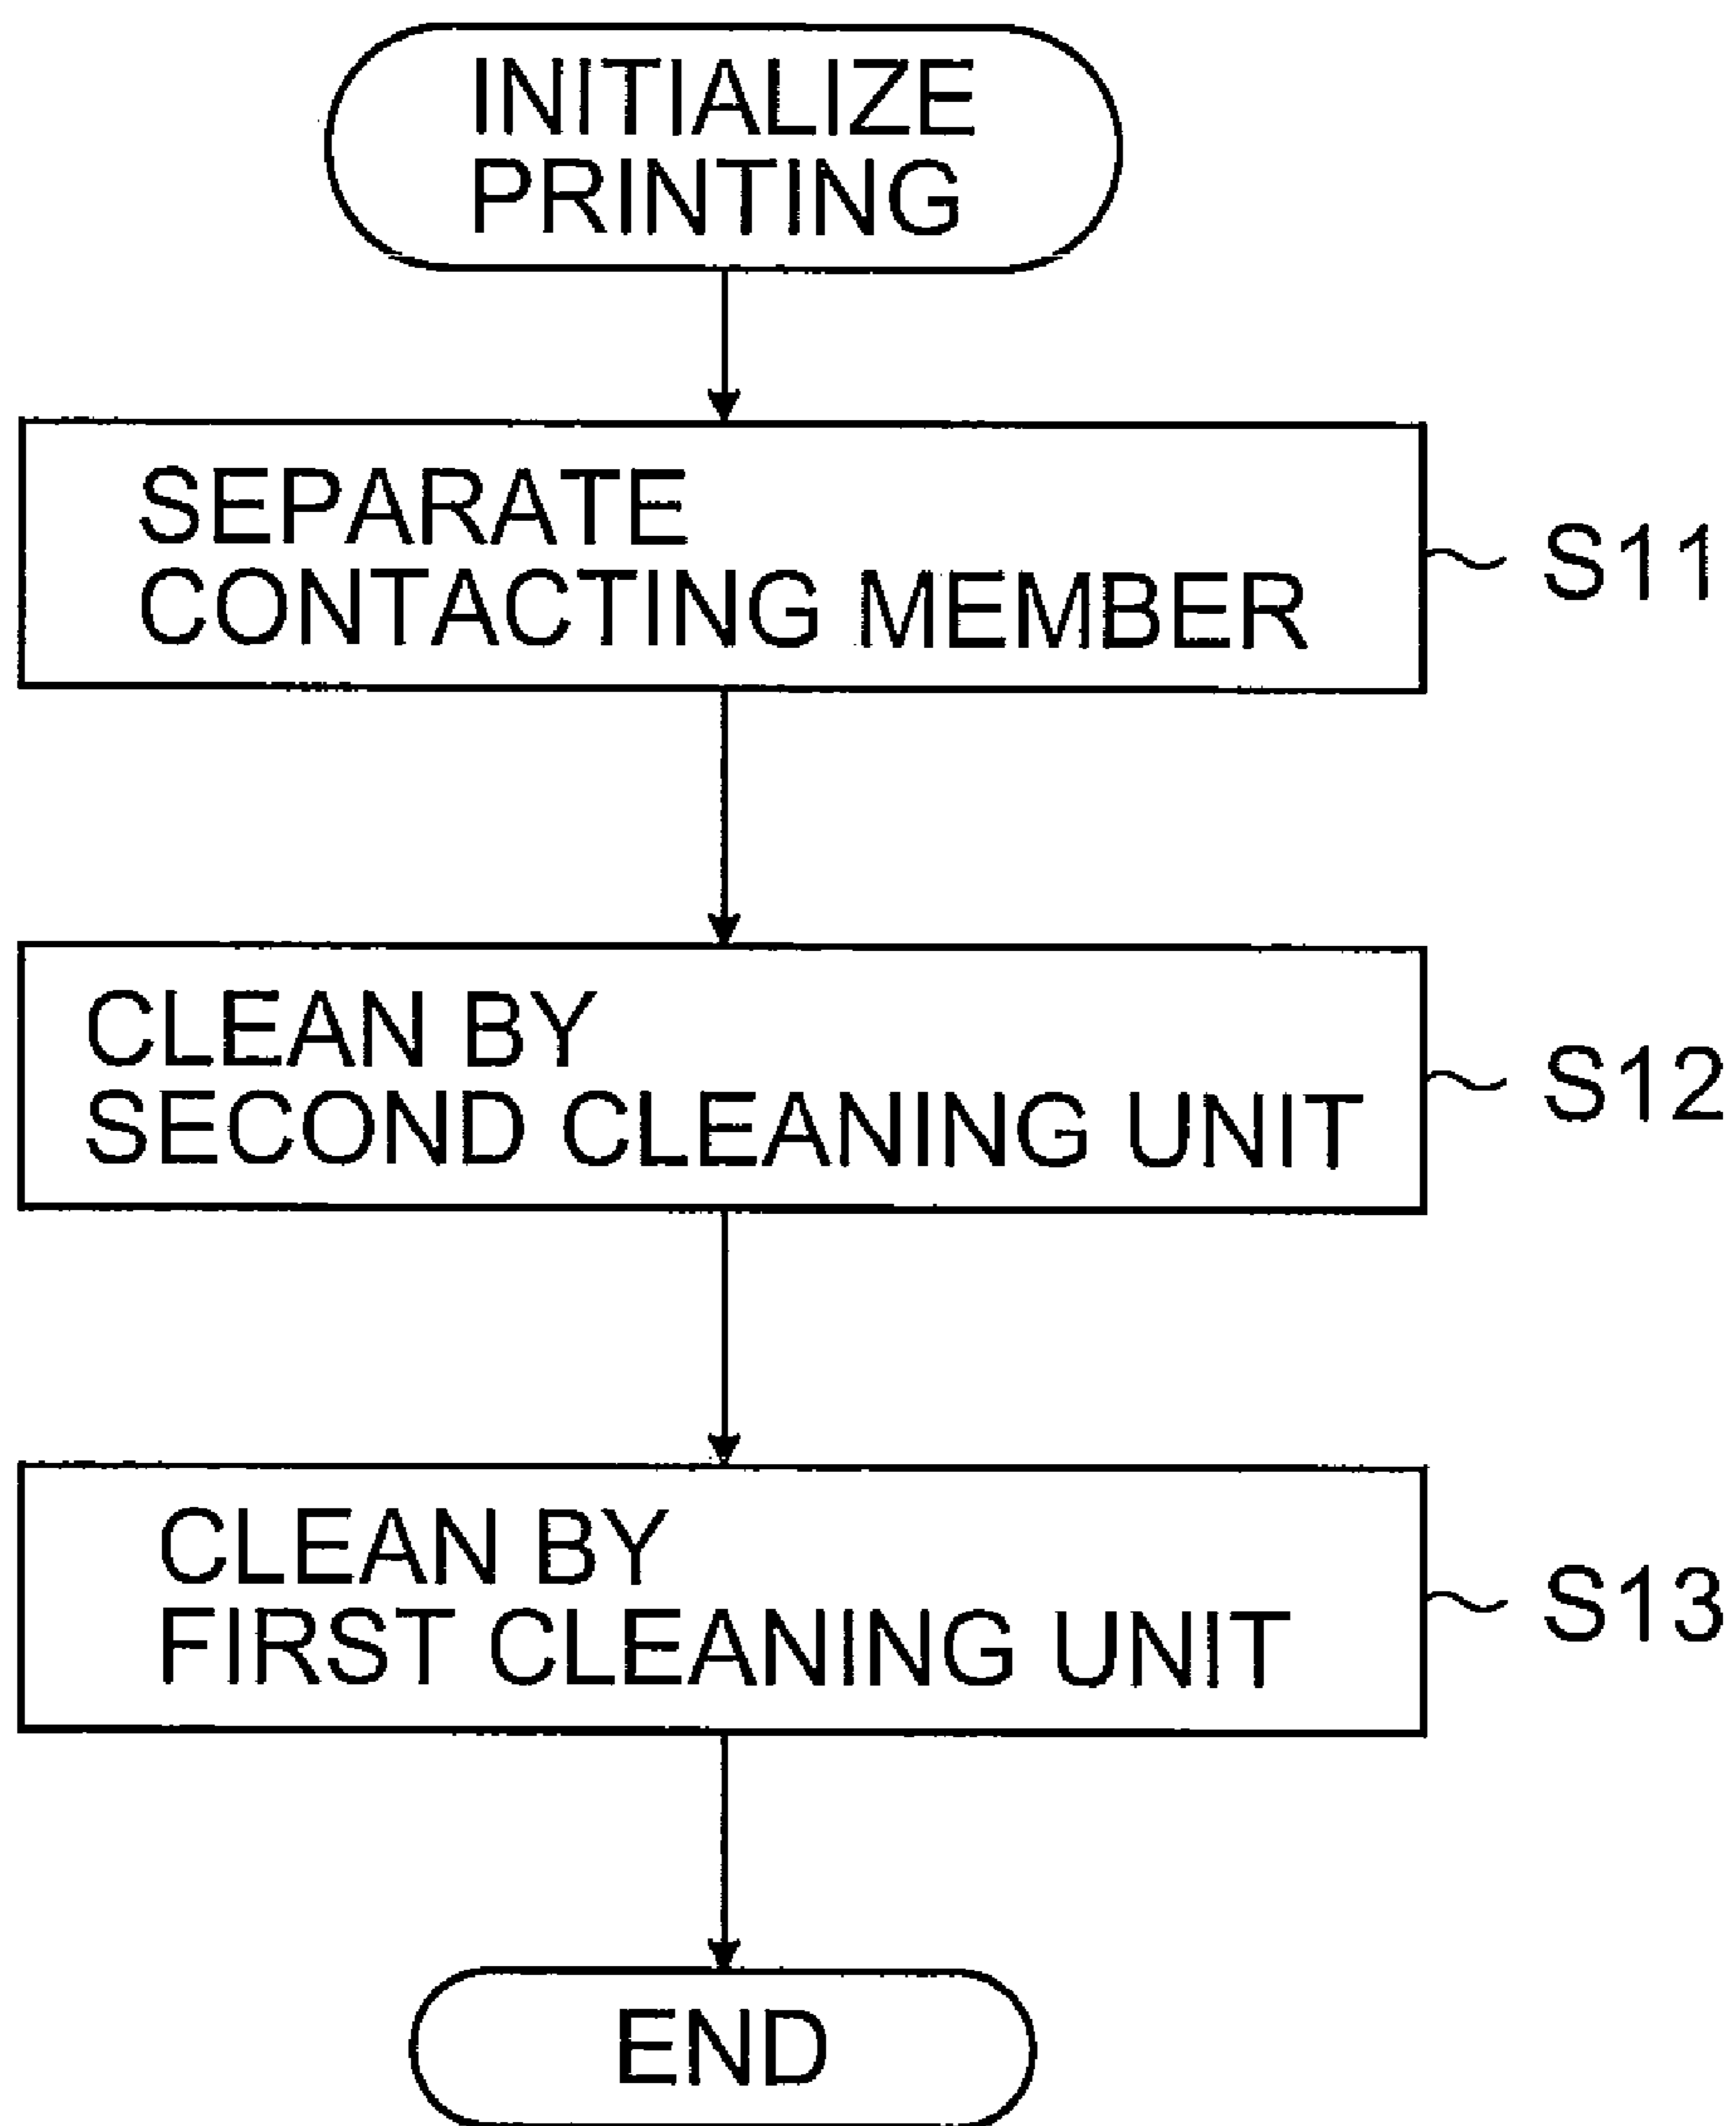 INITIALIZE
PRINTING
SEPARATE
CONTACTING MEMBER
S11
CLEAN BY
SECOND CLEANING UNIT
S12
CLEAN BY
FIRST CLEANING UNIT
S13
END